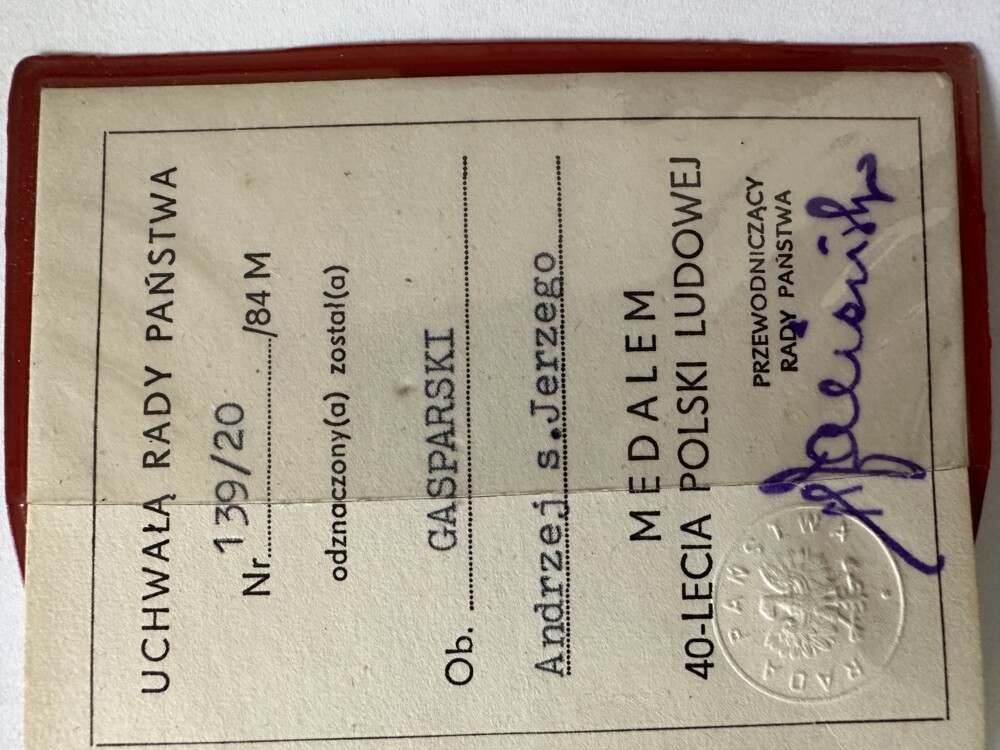 UCHWAŁĄ RADY PAŃSTWA
Nr 139/20 /84 M
odznaczony(a) został(a)
Ob. GASPARSKI
Andrzej s.Jerzego
MEDALEM
40-LECIA POLSKI LUDOWEJ
PRZEWODNICZĄCY
RADY PAŃSTWA
RADA PAŃSTWA